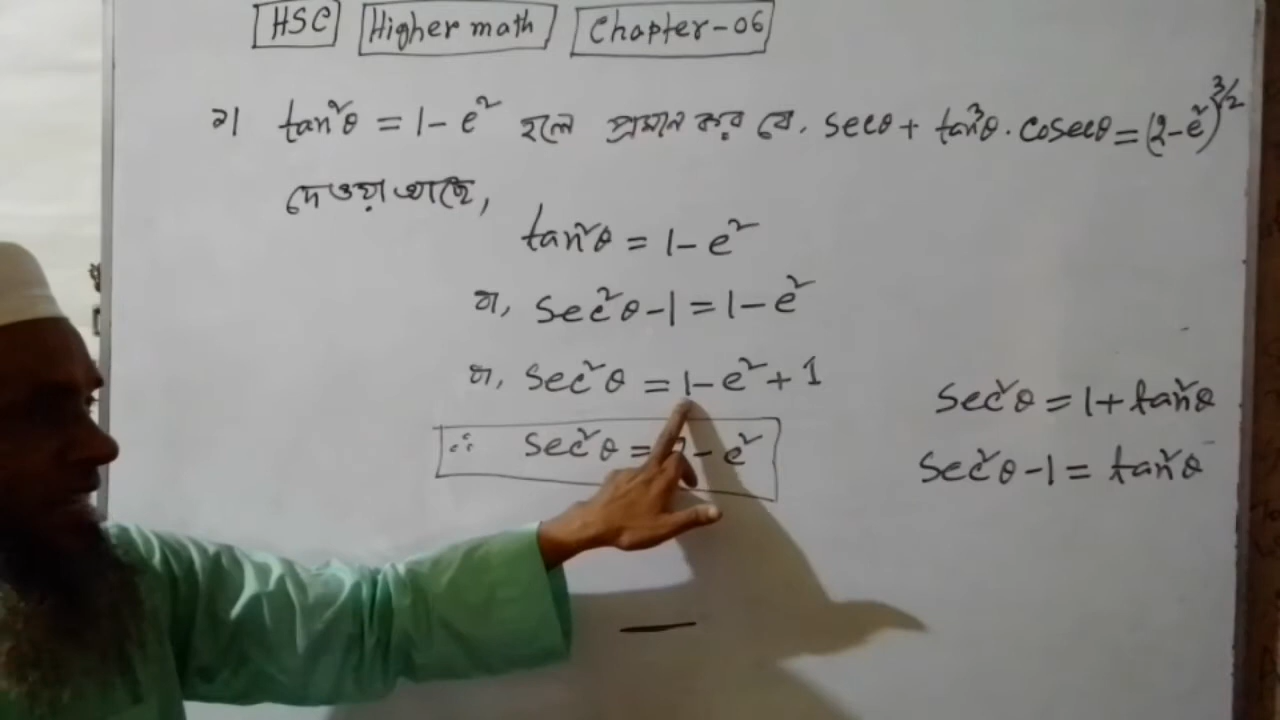 HSC Higher math Chapter-06
২। tan²θ = 1 - e² হলে প্রমান কর যে, secθ + tan³θ · cosecθ = (2-e²)^3/2
দেওয়া আছে,
tan²θ = 1 - e²
বা, sec²θ - 1 = 1 - e²
বা, sec²θ = 1 - e² + 1
∴ sec²θ = 2 - e²
sec²θ = 1 + tan²θ
sec²θ - 1 = tan²θ